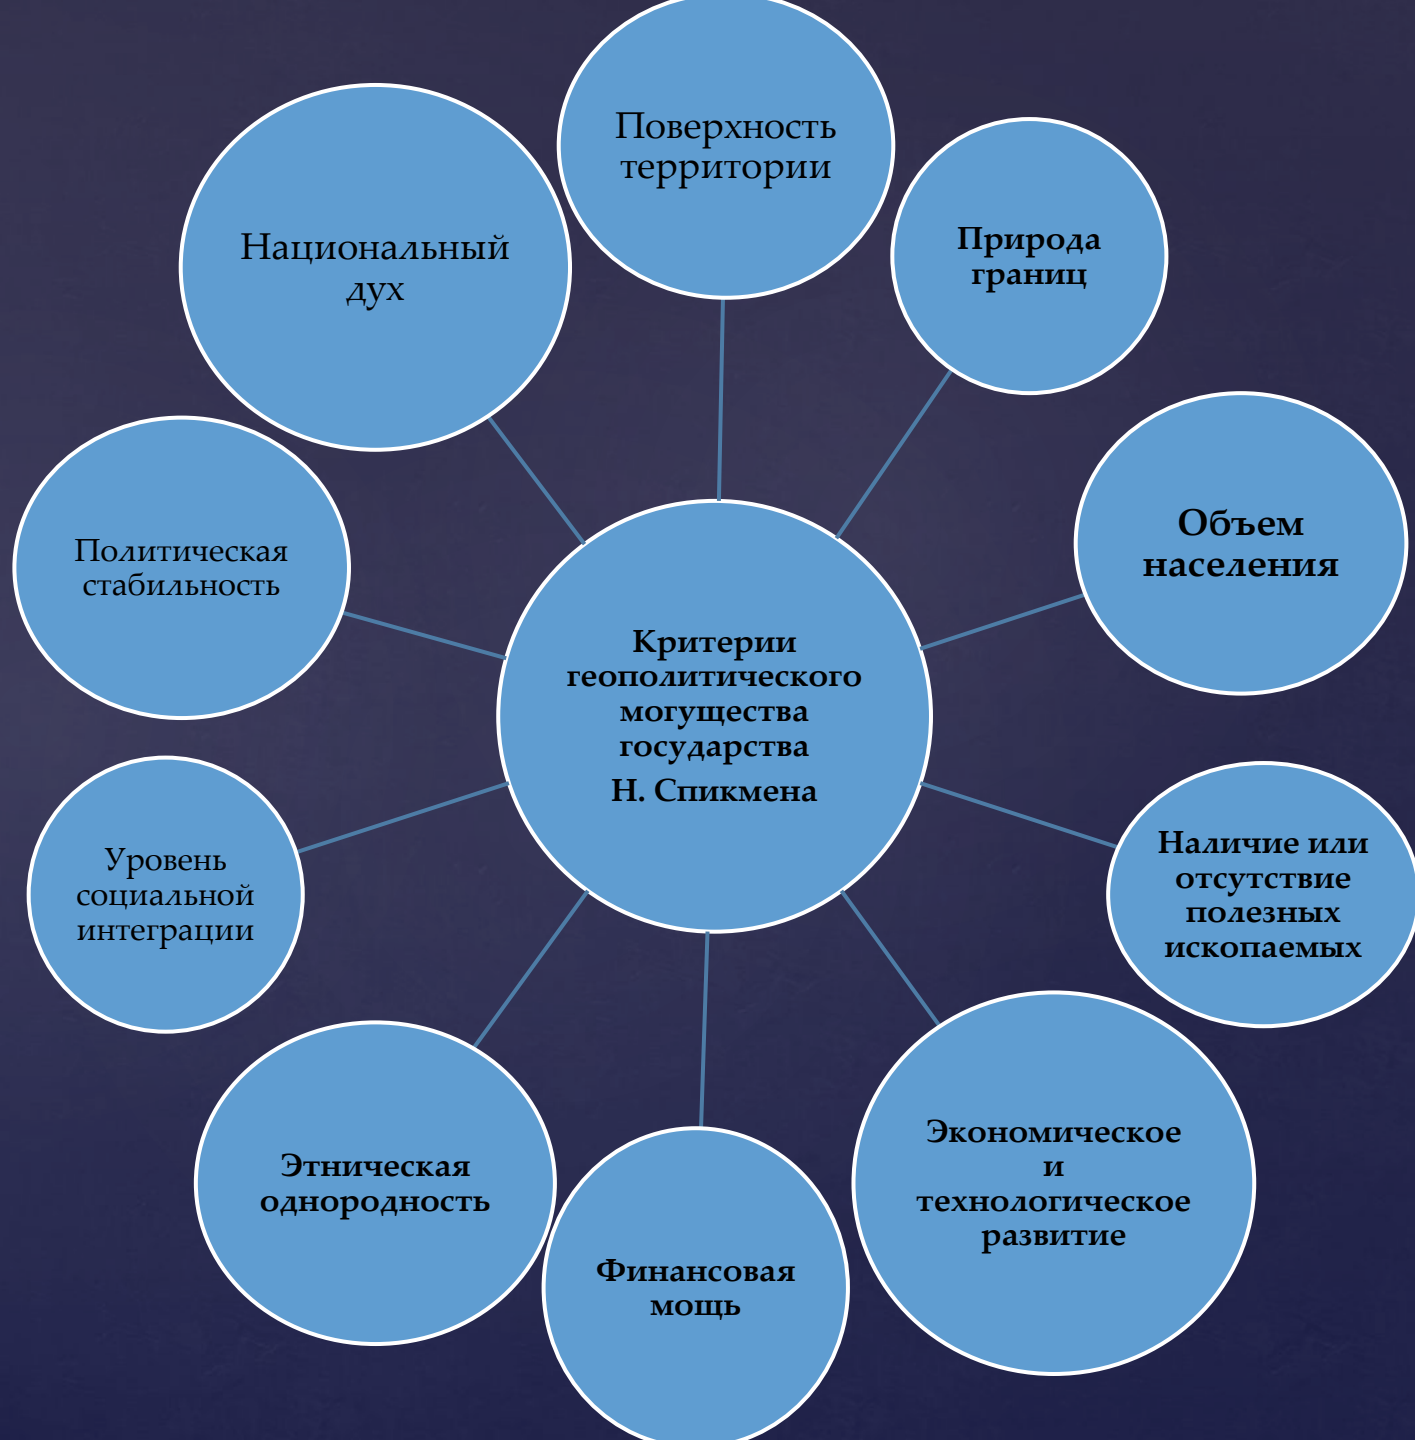 Поверхность
территории
Природа
границ
Объем
населения
Наличие или
отсутствие
полезных
ископаемых
Экономическое
и
технологическое
развитие
Финансовая
мощь
Этническая
однородность
Уровень
социальной
интеграции
Политическая
стабильность
Национальный
дух
Критерии
геополитического
могущества
государства
Н. Спикмена